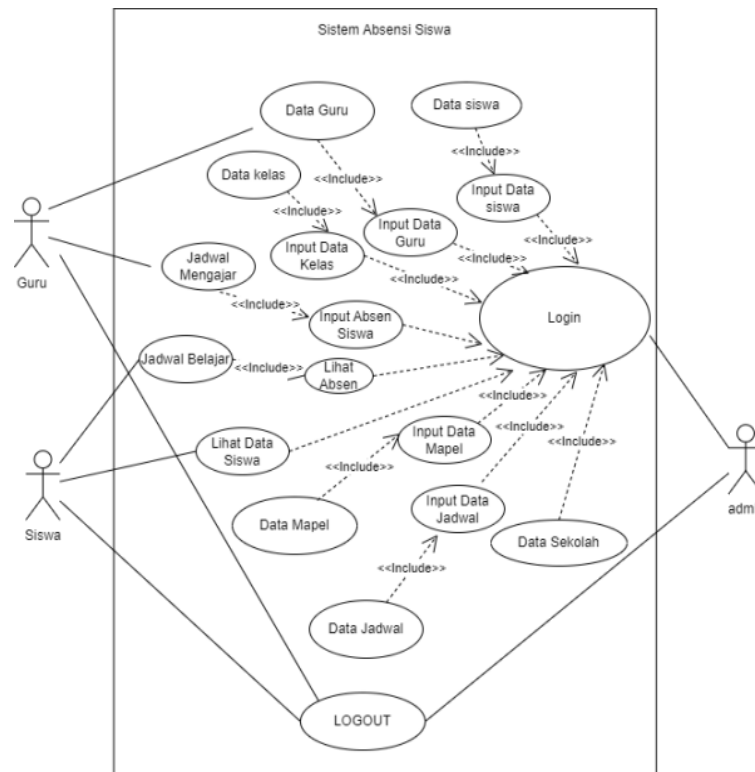 Sistem Absensi Siswa
Data Guru
Data siswa
<<Include>>
Data kelas
<<Include>>
Input Data
siswa
<<Include>>
Input Data
Guru
<<Include>>
Input Data
Kelas
<<Include>>
<<Include>>
Guru
Jadwal
Mengajar
<<Include>>
Input Absen
Siswa
Login
Jadwal Belajar
<<Include>>
Lihat
Absen
<<Include>>
Lihat Data
Siswa
Input Data
Mapel
<<Include>>
<<Include>>
<<Include>>
Siswa
Data Mapel
Input Data
Jadwal
Data Sekolah
adm
<<Include>>
Data Jadwal
LOGOUT